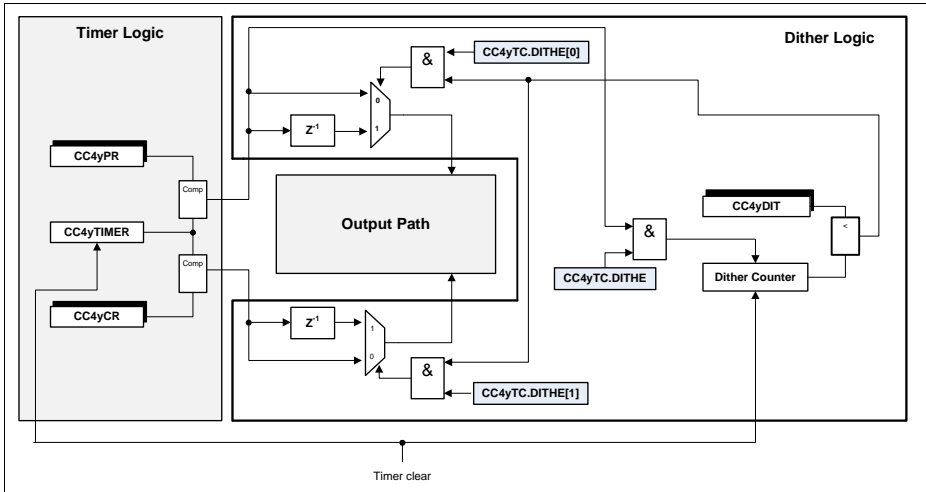 Timer Logic
Dither Logic
CC4yTC.DITHE[0]
&
0
1
Z-1
CC4yPR
Comp
CC4yTIMER
Comp
CC4yCR
Output Path
CC4yDIT
<
&
CC4yTC.DITHE
Dither Counter
Z-1
1
0
&
CC4yTC.DITHE[1]
Timer clear